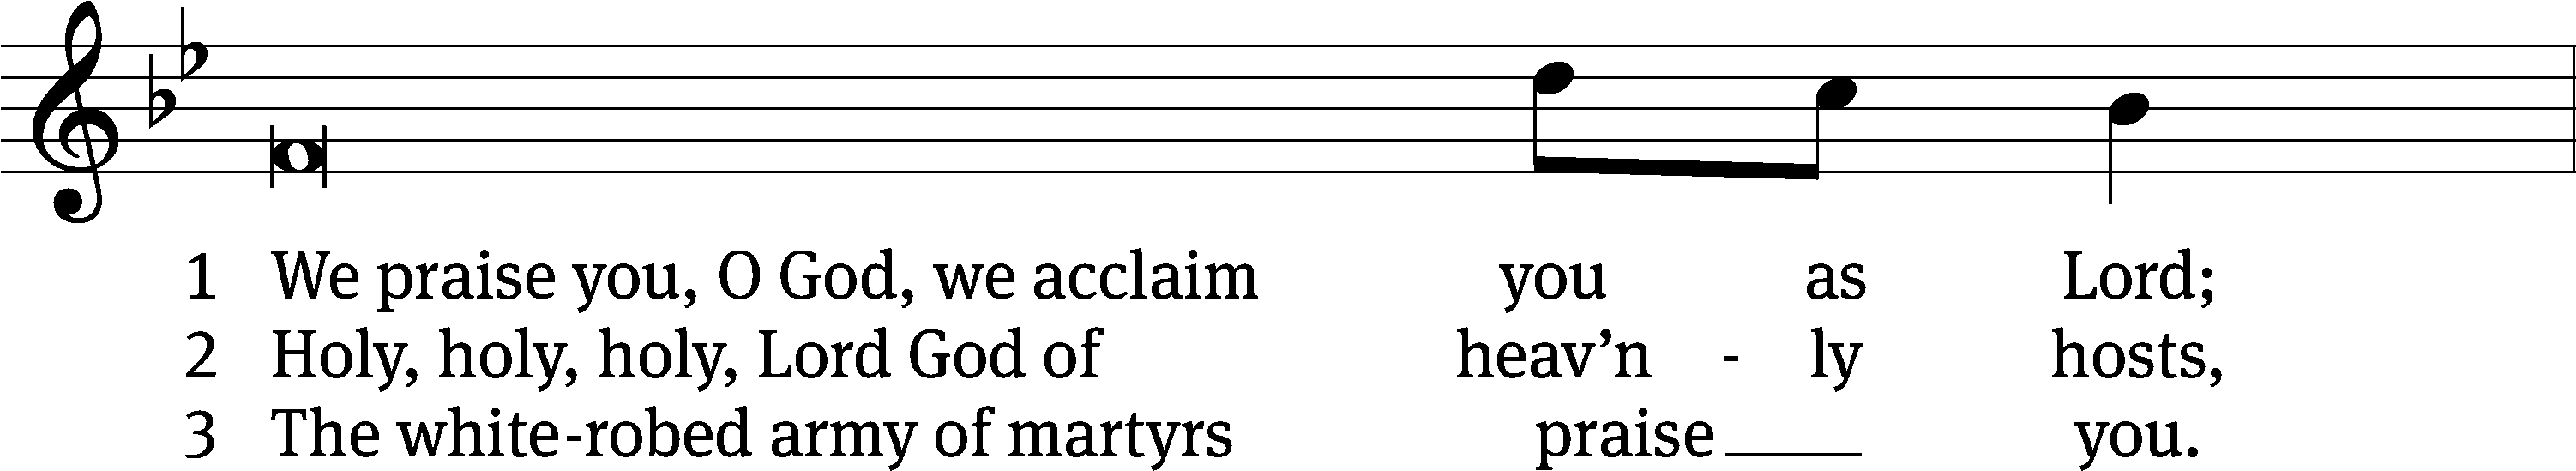 1 We praise you, O God, we acclaim you as Lord;
2 Holy, holy, holy, Lord God of heav’n - ly hosts,
3 The white-robed army of martyrs praise____ you.